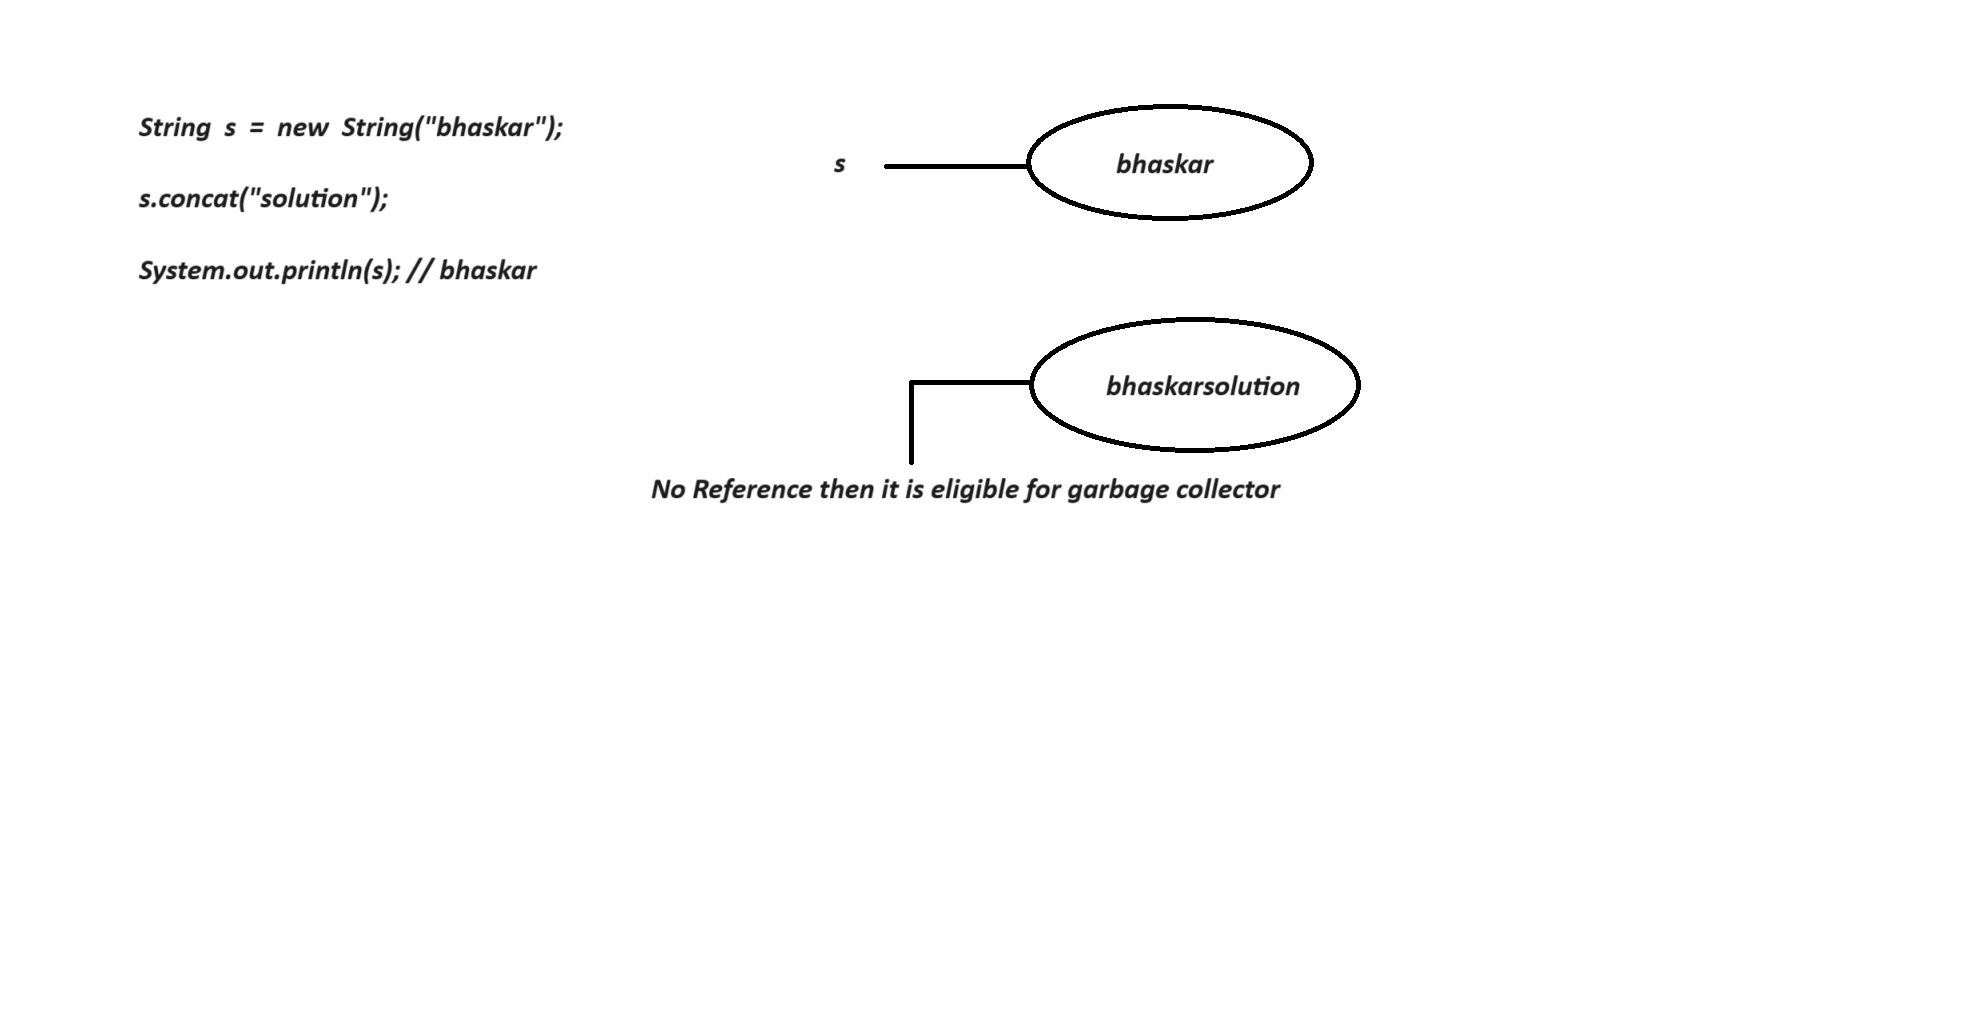 String s = new String("bhaskar");
s.concat("solution");
System.out.println(s); // bhaskar
s
bhaskar
bhaskarsolution
No Reference then it is eligible for garbage collector